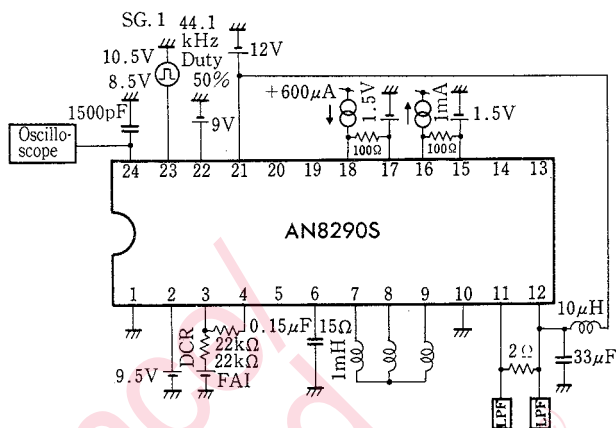 SG.1 44.1
kHz
Duty
50%
10.5V
8.5V
12V
1500pF
9V
+600μA
1.5V
1mA
1.5V
100Ω
100Ω
Oscillo-
scope
24 23 22 21 20 19 18 17 16 15 14 13
AN8290S
1 2 3 4 5 6 7 8 9 10 11 12
DCR
22kΩ
22kΩ
FAI
0.15μF
15Ω
1mH
9.5V
10μH
2Ω
33μF
LPF
LPF